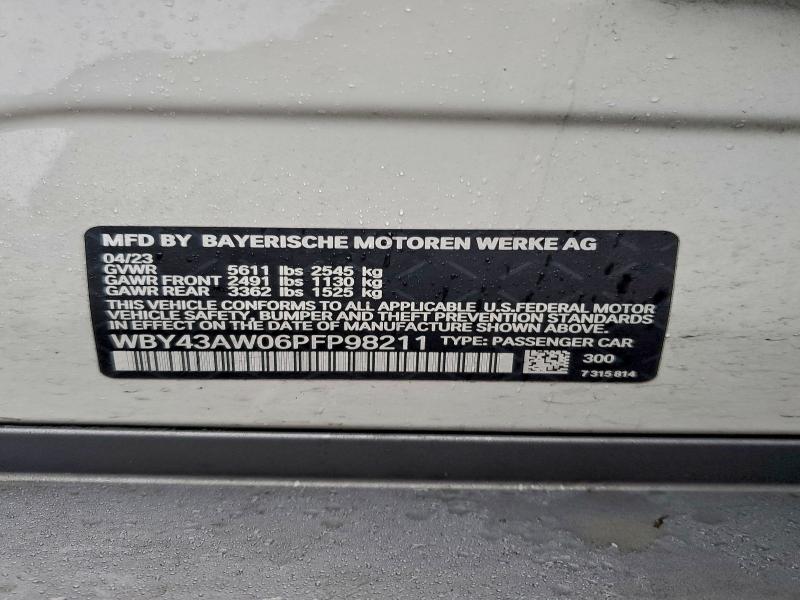 MFD BY BAYERISCHE MOTOREN WERKE AG
04/23
GVWR 5611 lbs 2545 kg
GAWR FRONT 2491 lbs 1130 kg
GAWR REAR 3362 lbs 1525 kg
THIS VEHICLE CONFORMS TO ALL APPLICABLE U.S.FEDERAL MOTOR
VEHICLE SAFETY, BUMPER AND THEFT PREVENTION STANDARDS
IN EFFECT ON THE DATE OF MANUFACTURE SHOWN ABOVE.
WBY43AW06PFP98211 TYPE: PASSENGER CAR
300
7 315 814